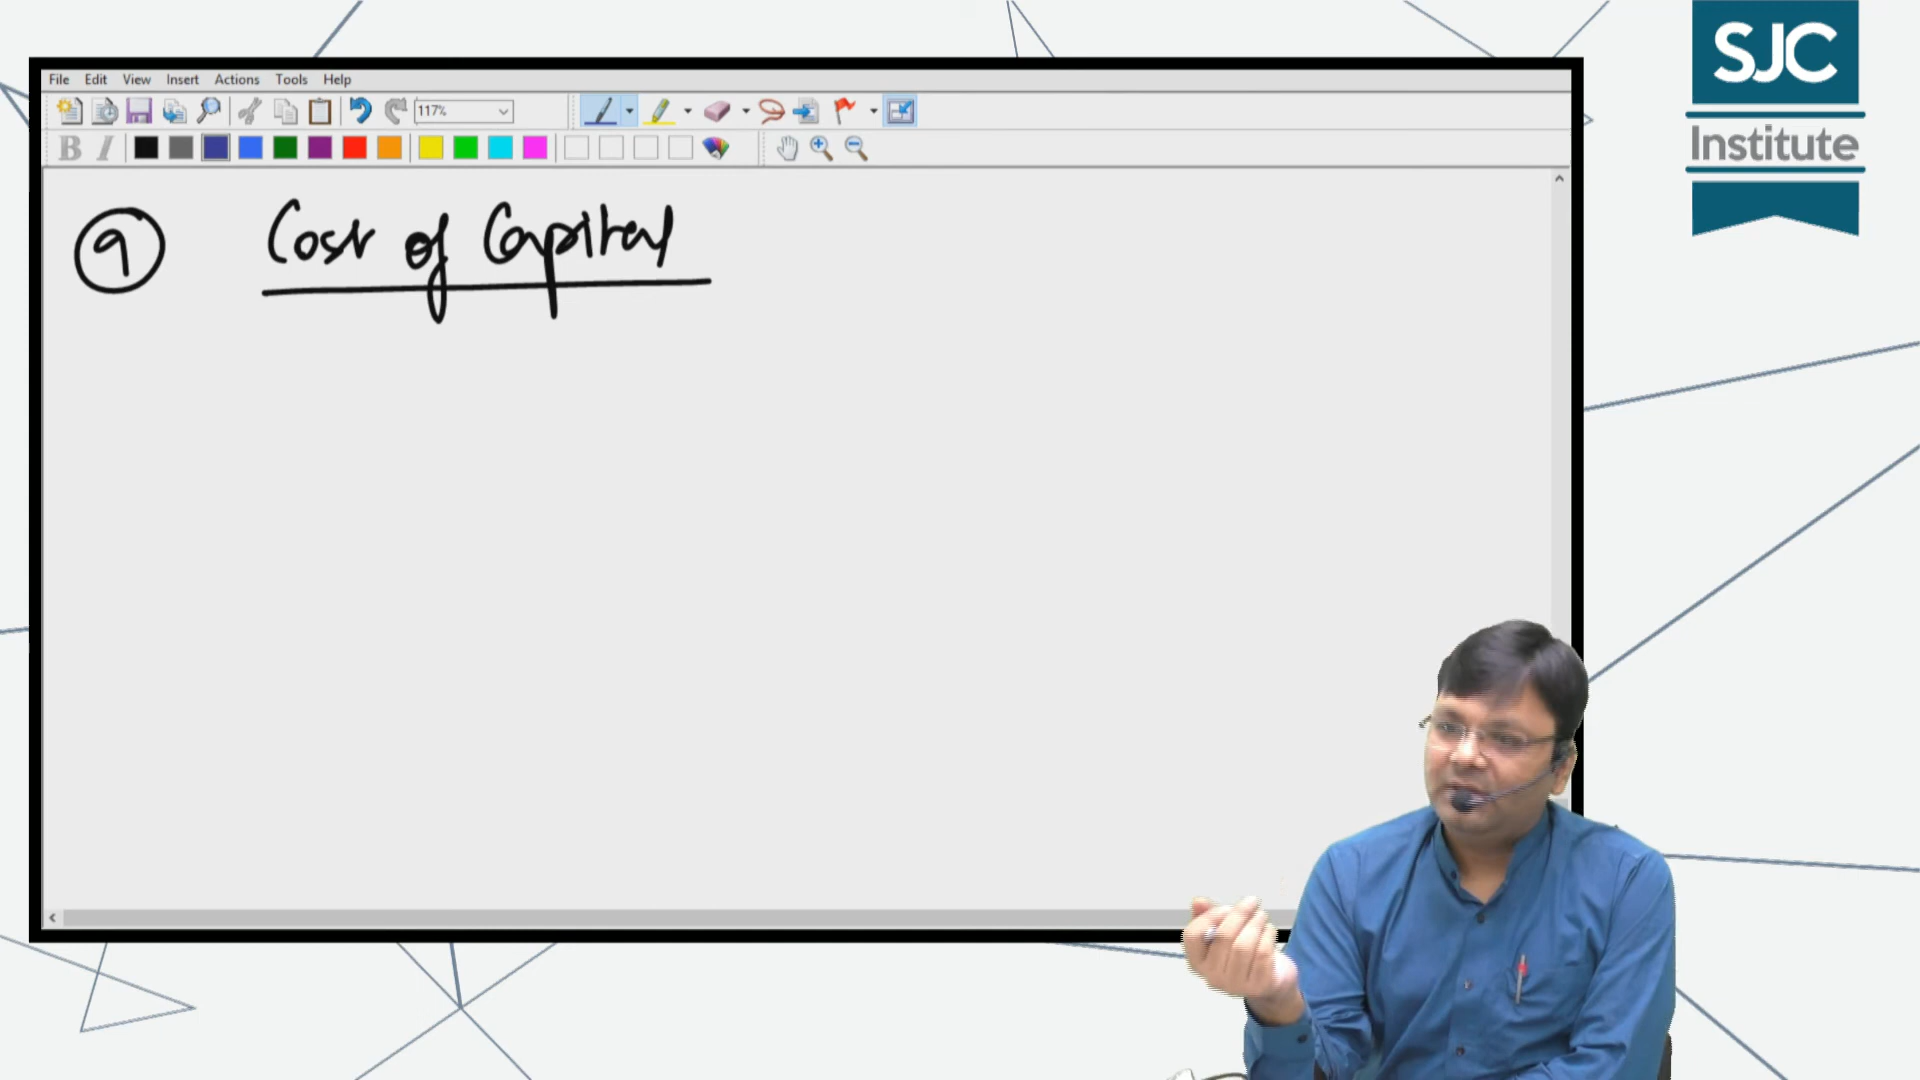 SJC
Institute
File Edit View Insert Actions Tools Help
117%
B I
9 Cost of Capital